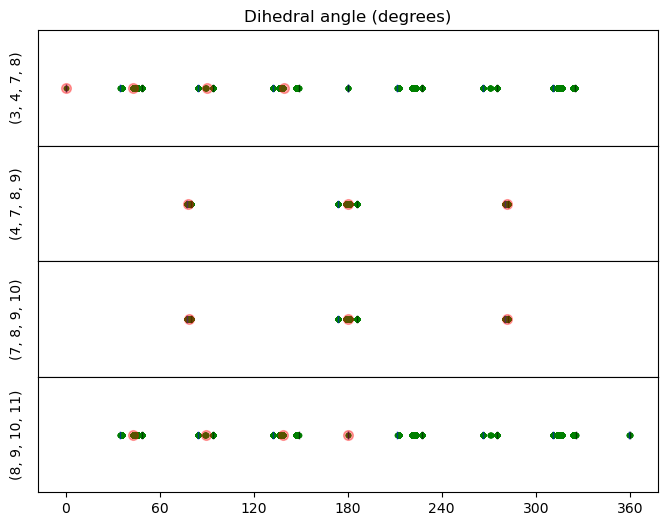 Dihedral angle (degrees)
(3, 4, 7, 8)
(4, 7, 8, 9)
(7, 8, 9, 10)
(8, 9, 10, 11)
0 60 120 180 240 300 360